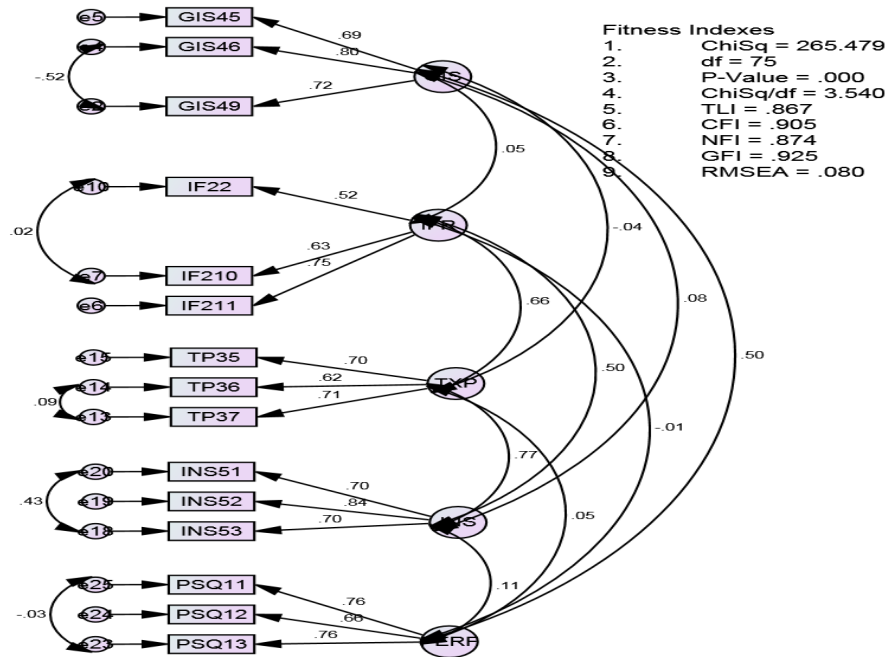 Fitness Indexes
1. ChiSq = 265.479
2. df = 75
3. P-Value = .000
4. ChiSq/df = 3.540
5. TLI = .867
6. CFI = .905
7. NFI = .874
8. GFI = .925
9. RMSEA = .080
e5 GIS45 .69
GIS46 .80
-.52
GIS49 .72
.05
e10 IF22 .52
-.04
.02
.63
e7 IF210 .75
.08
e6 IF211
.66
.50
e15 TP35 .70
.50
e14 TP36 .62 TXP
.09
e13 TP37 .71
-.01
.77
e20 INS51 .70
.43
e19 INS52 .84
e18 INS53 .70 INS
.05
.11
e25 PSQ11 .76
-.03
e24 PSQ12 .66
e23 PSQ13 .76